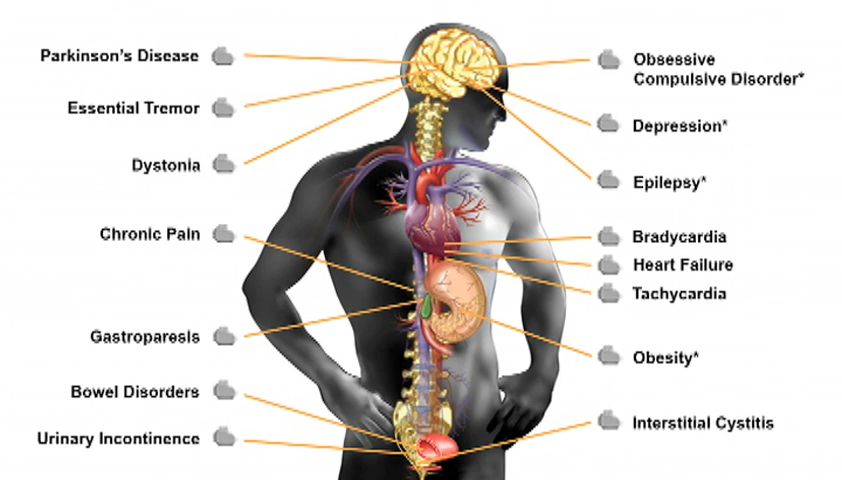 Parkinson's Disease
Essential Tremor
Dystonia
Chronic Pain
Gastroparesis
Bowel Disorders
Urinary Incontinence
Obsessive
Compulsive Disorder*
Depression*
Epilepsy*
Bradycardia
Heart Failure
Tachycardia
Obesity*
Interstitial Cystitis